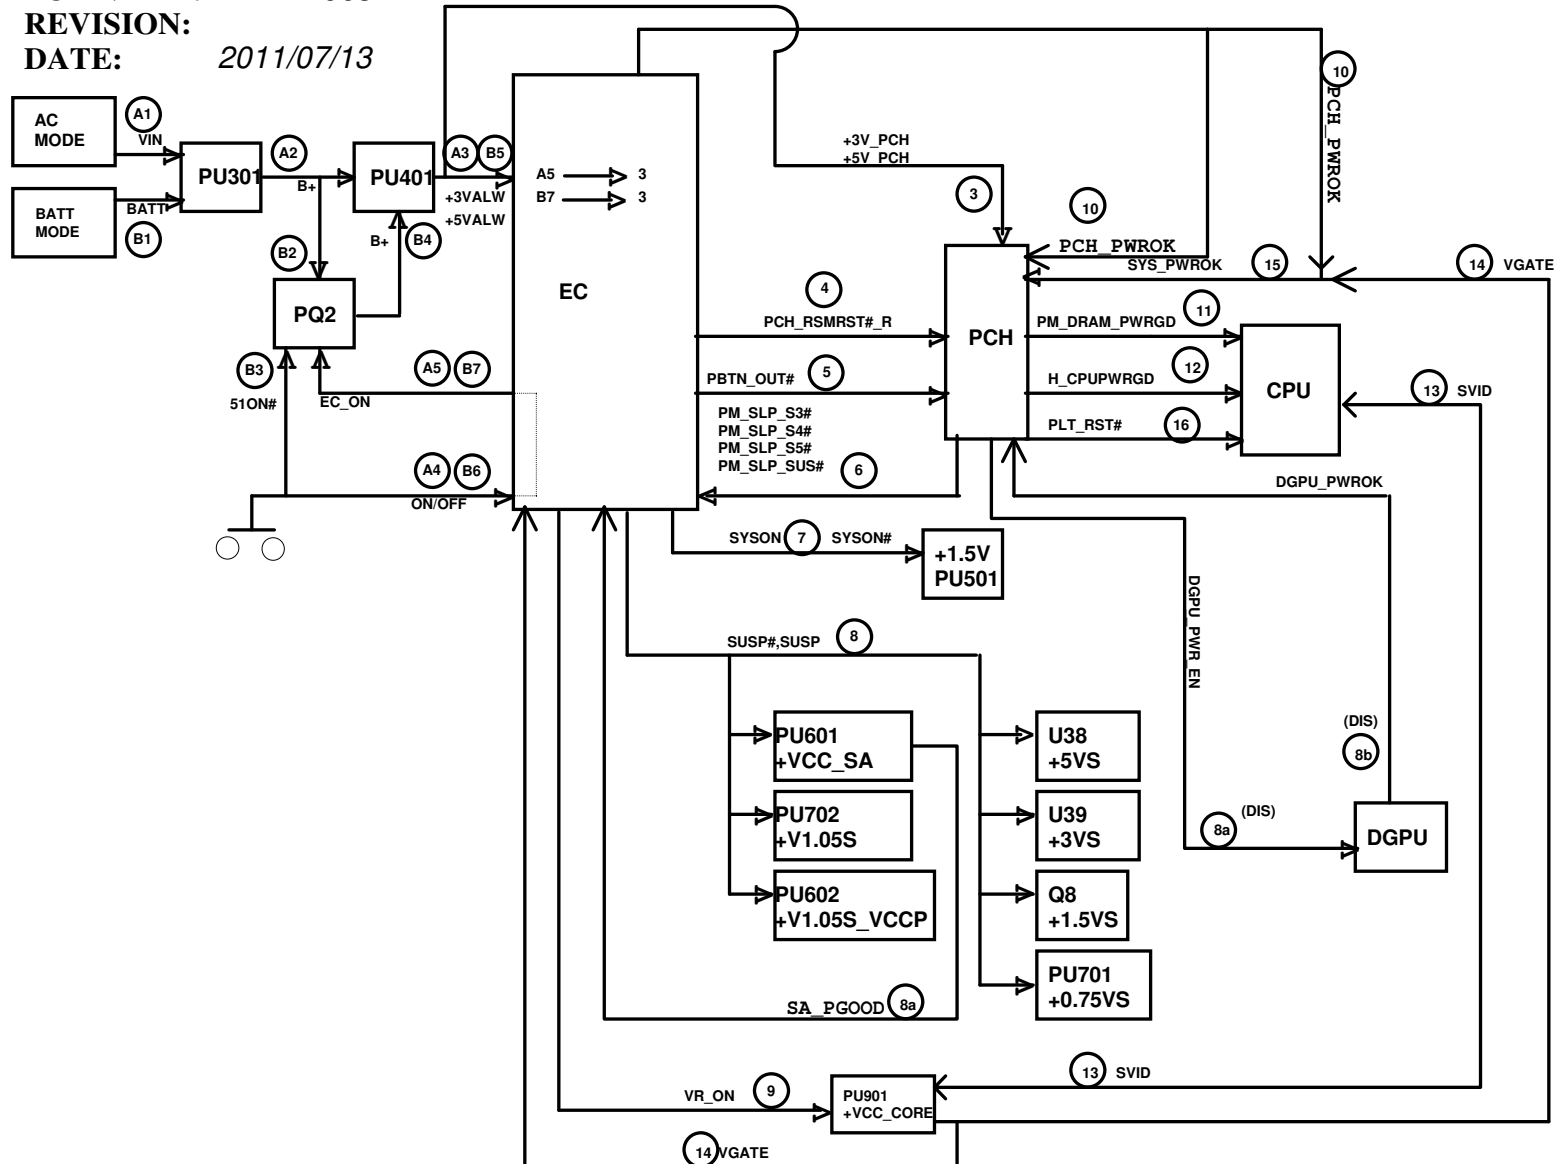 REVISION:
DATE: 2011/07/13
AC
MODE
A1
VIN
BATT
MODE
BATT
B1
PU301
A2
B+
PU401
A3 B5
+3VALW
+5VALW
B2
B+
B4
PQ2
B3
51ON#
A5 B7
EC_ON
A4 B6
ON/OFF
A5 3
B7 3
EC
+3V_PCH
+5V_PCH
3
10
PCH_PWROK
10
PCH_PWROK
SYS_PWROK
15
14 VGATE
4
PCH_RSMRST#_R
PCH
PM_DRAM_PWRGD
11
PBTN_OUT#
5
H_CPUPWRGD
12
CPU
13 SVID
PM_SLP_S3#
PM_SLP_S4#
PM_SLP_S5#
PM_SLP_SUS#
6
PLT_RST#
16
DGPU_PWROK
SYSON 7 SYSON#
+1.5V
PU501
DGPU_PWR_EN
SUSP#,SUSP 8
PU601
+VCC_SA
U38
+5VS
(DIS)
8b
PU702
+V1.05S
U39
+3VS
8a
(DIS)
DGPU
PU602
+V1.05S_VCCP
Q8
+1.5VS
PU701
+0.75VS
SA_PGOOD 8a
VR_ON 9
PU901
+VCC_CORE
13 SVID
14 VGATE